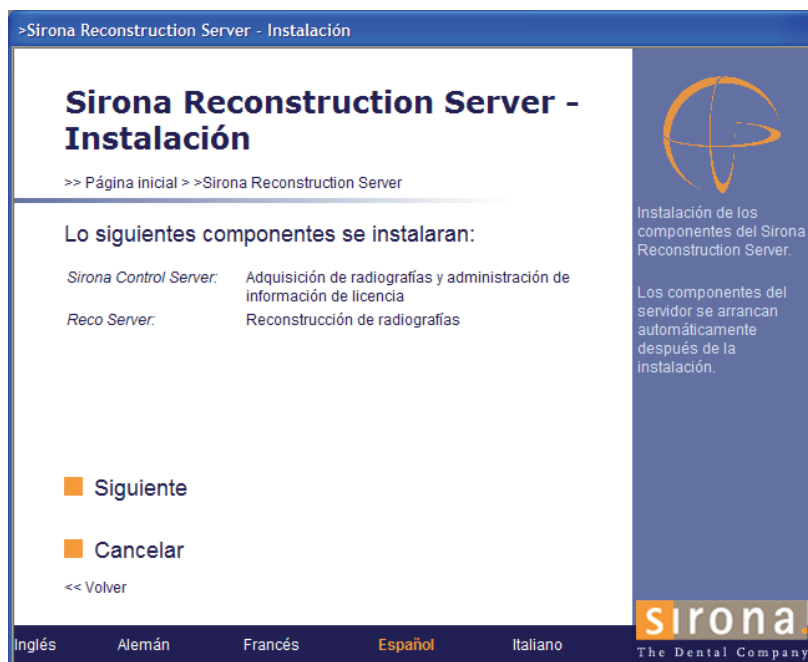 >Sirona Reconstruction Server - Instalación
Sirona Reconstruction Server -
Instalación
>> Página inicial > >Sirona Reconstruction Server
Lo siguientes componentes se instalaran:
Sirona Control Server: Adquisición de radiografías y administración de
información de licencia
Reco Server: Reconstrucción de radiografías
Siguiente
Cancelar
<< Volver
Instalación de los
componentes del Sirona
Reconstruction Server.
Los componentes del
servidor se arrancan
automáticamente
después de la
instalación.
sirona.
The Dental Company
Inglés Alemán Francés Español Italiano